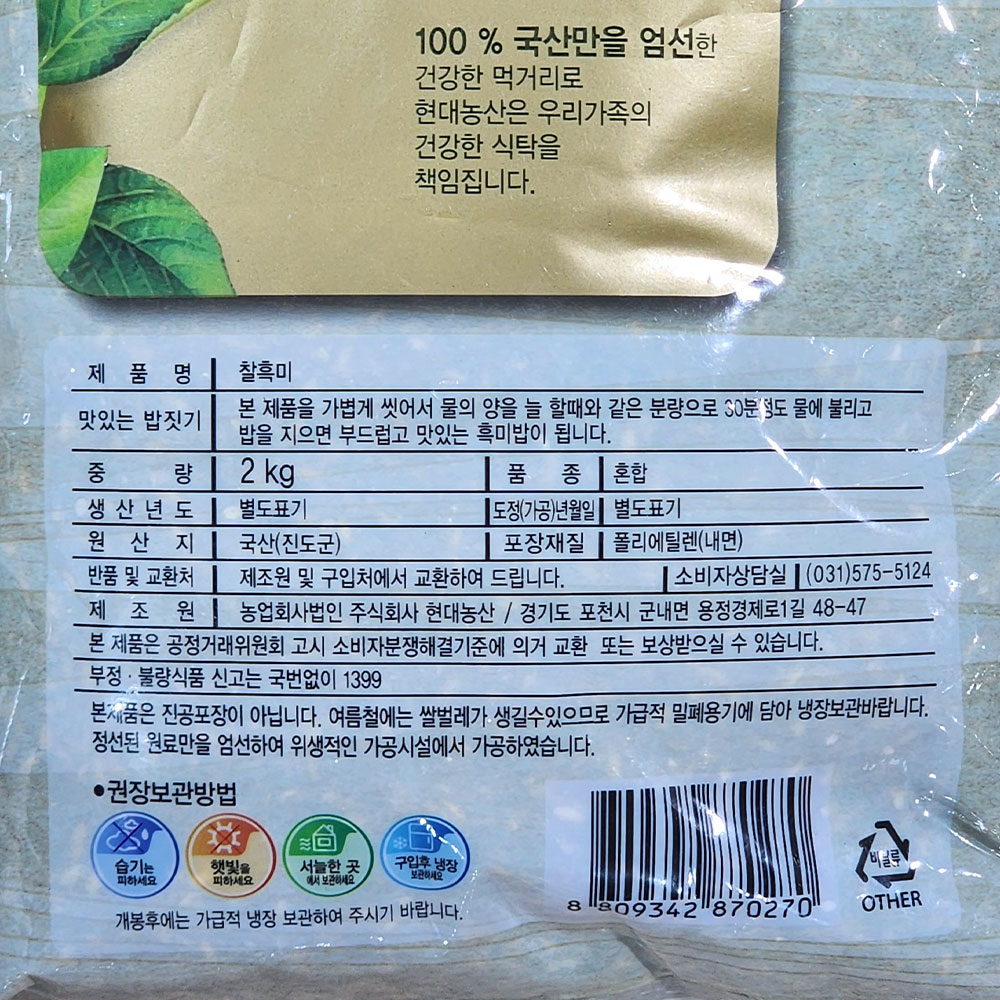 100 % 국산만을 엄선한
건강한 먹거리로
현대농산은 우리가족의
건강한 식탁을
책임집니다.
제 품 명 찰흑미
맛있는 밥짓기 본 제품을 가볍게 씻어서 물의 양을 늘 할때와 같은 분량으로 30분정도 물에 불리고
밥을 지으면 부드럽고 맛있는 흑미밥이 됩니다.
중 량 2 kg 품 종 혼합
생 산 년 도 별도표기 도정(가공)년월일 별도표기
원 산 지 국산(진도군) 포장재질 폴리에틸렌(내면)
반품 및 교환처 제조원 및 구입처에서 교환하여 드립니다. 소비자상담실 (031)575-5124
제 조 원 농업회사법인 주식회사 현대농산 / 경기도 포천시 군내면 용정경제로1길 48-47
본 제품은 공정거래위원회 고시 소비자분쟁해결기준에 의거 교환 또는 보상받으실 수 있습니다.
부정 · 불량식품 신고는 국번없이 1399
본제품은 진공포장이 아닙니다. 여름철에는 쌀벌레가 생길수있으므로 가급적 밀폐용기에 담아 냉장보관바랍니다.
정선된 원료만을 엄선하여 위생적인 가공시설에서 가공하였습니다.
•권장보관방법
습기는 피하세요
햇빛을 피하세요
서늘한 곳 에서 보관하세요
구입후 냉장 보관하세요
개봉후에는 가급적 냉장 보관하여 주시기 바랍니다.
8 809342 870270
비닐류
OTHER